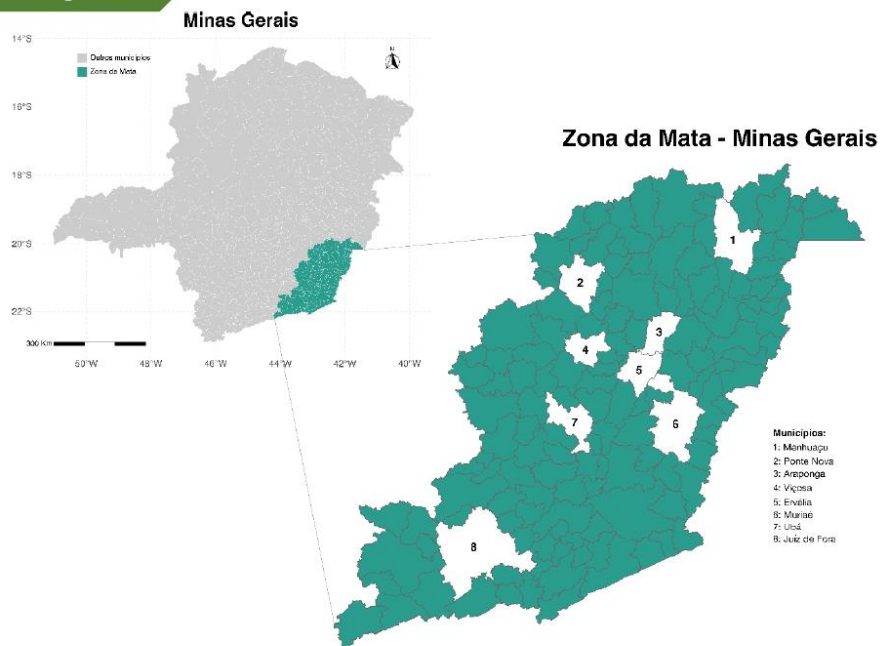 Minas Gerais
14°S
16°S
18°S
20°S
22°S
Outros municípios
Zona da Mata
N
300 Km
50°W
48°W
46°W
44°W
42°W
40°W
Zona da Mata - Minas Gerais
1
2
3
4
5
6
7
8
Municípios:
1: Manhuaçu
2: Ponte Nova
3: Araponga
4: Viçosa
5: Ervália
6: Muriaé
7: Ubá
8: Juiz de Fora